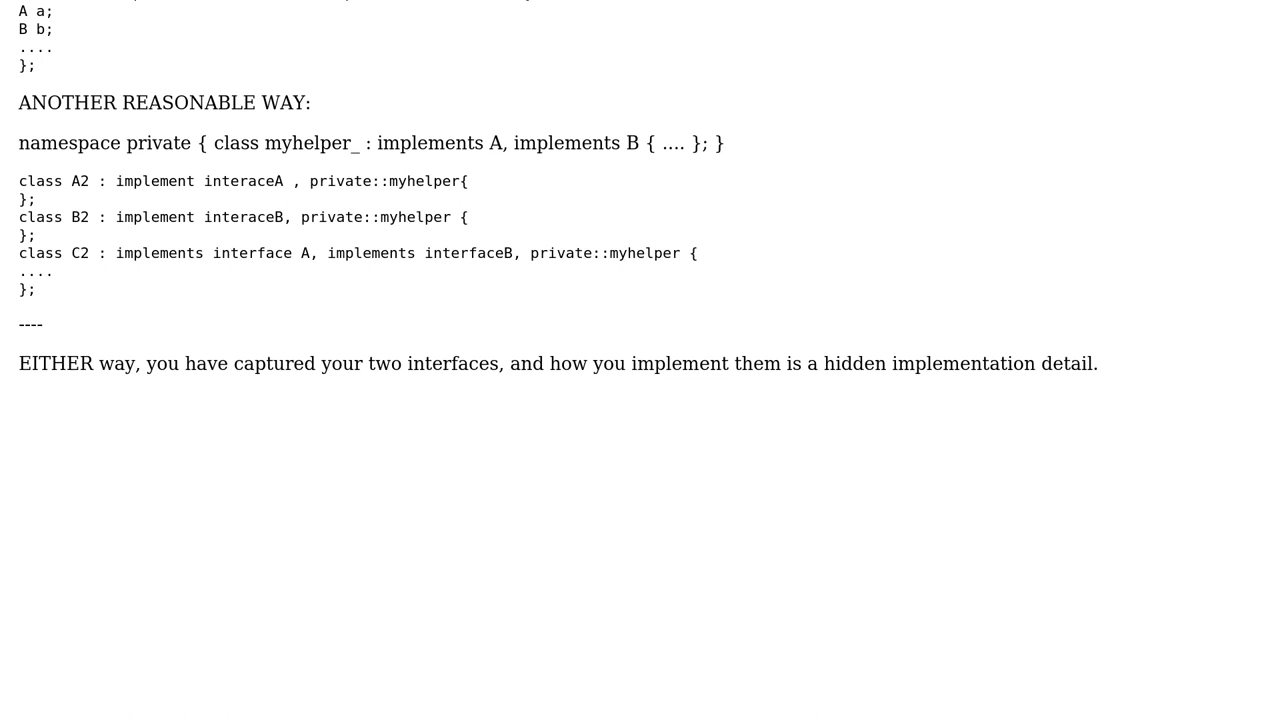 A a;
B b;
....
};
ANOTHER REASONABLE WAY:
namespace private { class myhelper_ : implements A, implements B { .... }; }
class A2 : implement interaceA , private::myhelper{
};
class B2 : implement interaceB, private::myhelper {
};
class C2 : implements interface A, implements interfaceB, private::myhelper {
....
};
----
EITHER way, you have captured your two interfaces, and how you implement them is a hidden implementation detail.